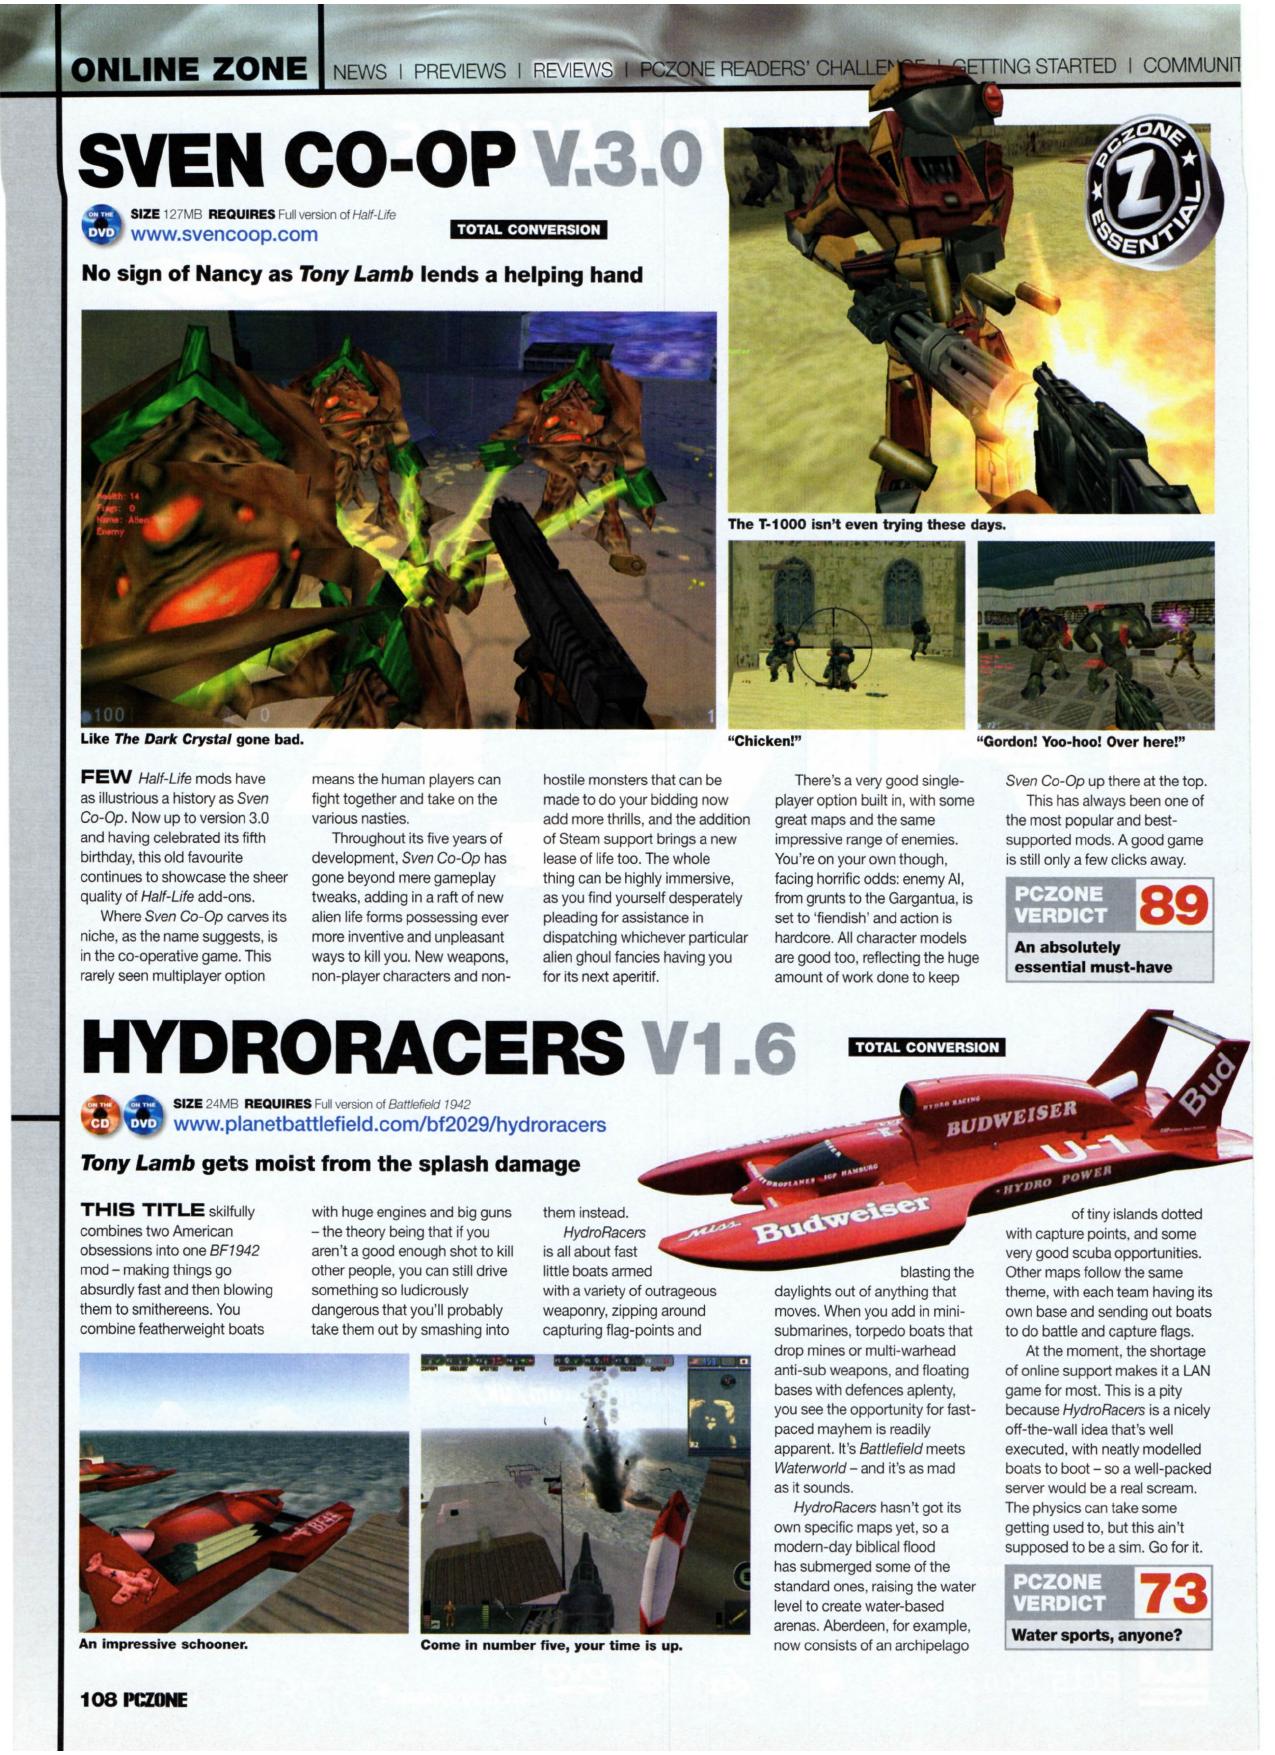 ONLINE ZONE
NEWS | PREVIEWS | REVIEWS | PCZONE READERS' CHALLENGE | GETTING STARTED | COMMUNIT
SVEN CO-OP V.3.0
ON THE DVD
SIZE 127MB REQUIRES Full version of Half-Life
www.svencoop.com
TOTAL CONVERSION
PCZONE
Z
ESSENTIAL
No sign of Nancy as Tony Lamb lends a helping hand
Health: 14
Flags: 0
Name: Alien
Enemy
100
0
1
Like The Dark Crystal gone bad.
The T-1000 isn't even trying these days.
"Chicken!"
"Gordon! Yoo-hoo! Over here!"
FEW Half-Life mods have
as illustrious a history as Sven
Co-Op. Now up to version 3.0
and having celebrated its fifth
birthday, this old favourite
continues to showcase the sheer
quality of Half-Life add-ons.
Where Sven Co-Op carves its
niche, as the name suggests, is
in the co-operative game. This
rarely seen multiplayer option
means the human players can
fight together and take on the
various nasties.
Throughout its five years of
development, Sven Co-Op has
gone beyond mere gameplay
tweaks, adding in a raft of new
alien life forms possessing ever
more inventive and unpleasant
ways to kill you. New weapons,
non-player characters and non-
hostile monsters that can be
made to do your bidding now
add more thrills, and the addition
of Steam support brings a new
lease of life too. The whole
thing can be highly immersive,
as you find yourself desperately
pleading for assistance in
dispatching whichever particular
alien ghoul fancies having you
for its next aperitif.
There's a very good single-
player option built in, with some
great maps and the same
impressive range of enemies.
You're on your own though,
facing horrific odds: enemy AI,
from grunts to the Gargantua, is
set to 'fiendish' and action is
hardcore. All character models
are good too, reflecting the huge
amount of work done to keep
Sven Co-Op up there at the top.
This has always been one of
the most popular and best-
supported mods. A good game
is still only a few clicks away.
PCZONE
VERDICT 89
An absolutely
essential must-have
HYDRORACERS V1.6
TOTAL CONVERSION
ON THE CD
ON THE DVD
SIZE 24MB REQUIRES Full version of Battlefield 1942
www.planetbattlefield.com/bf2029/hydroracers
Tony Lamb gets moist from the splash damage
HYDRO RACING
BUDWEISER
Bud
U-1
HYDROPLANES IGF HAMBURG
HYDRO POWER
Miss Budweiser
THIS TITLE skilfully
combines two American
obsessions into one BF1942
mod – making things go
absurdly fast and then blowing
them to smithereens. You
combine featherweight boats
with huge engines and big guns
– the theory being that if you
aren't a good enough shot to kill
other people, you can still drive
something so ludicrously
dangerous that you'll probably
take them out by smashing into
them instead.
HydroRacers
is all about fast
little boats armed
with a variety of outrageous
weaponry, zipping around
capturing flag-points and
blasting the
daylights out of anything that
moves. When you add in mini-
submarines, torpedo boats that
drop mines or multi-warhead
anti-sub weapons, and floating
bases with defences aplenty,
you see the opportunity for fast-
paced mayhem is readily
apparent. It's Battlefield meets
Waterworld – and it's as mad
as it sounds.
HydroRacers hasn't got its
own specific maps yet, so a
modern-day biblical flood
has submerged some of the
standard ones, raising the water
level to create water-based
arenas. Aberdeen, for example,
now consists of an archipelago
of tiny islands dotted
with capture points, and some
very good scuba opportunities.
Other maps follow the same
theme, with each team having its
own base and sending out boats
to do battle and capture flags.
At the moment, the shortage
of online support makes it a LAN
game for most. This is a pity
because HydroRacers is a nicely
off-the-wall idea that's well
executed, with neatly modelled
boats to boot – so a well-packed
server would be a real scream.
The physics can take some
getting used to, but this ain't
supposed to be a sim. Go for it.
PCZONE
VERDICT 73
Water sports, anyone?
An impressive schooner.
Come in number five, your time is up.
108 PCZONE